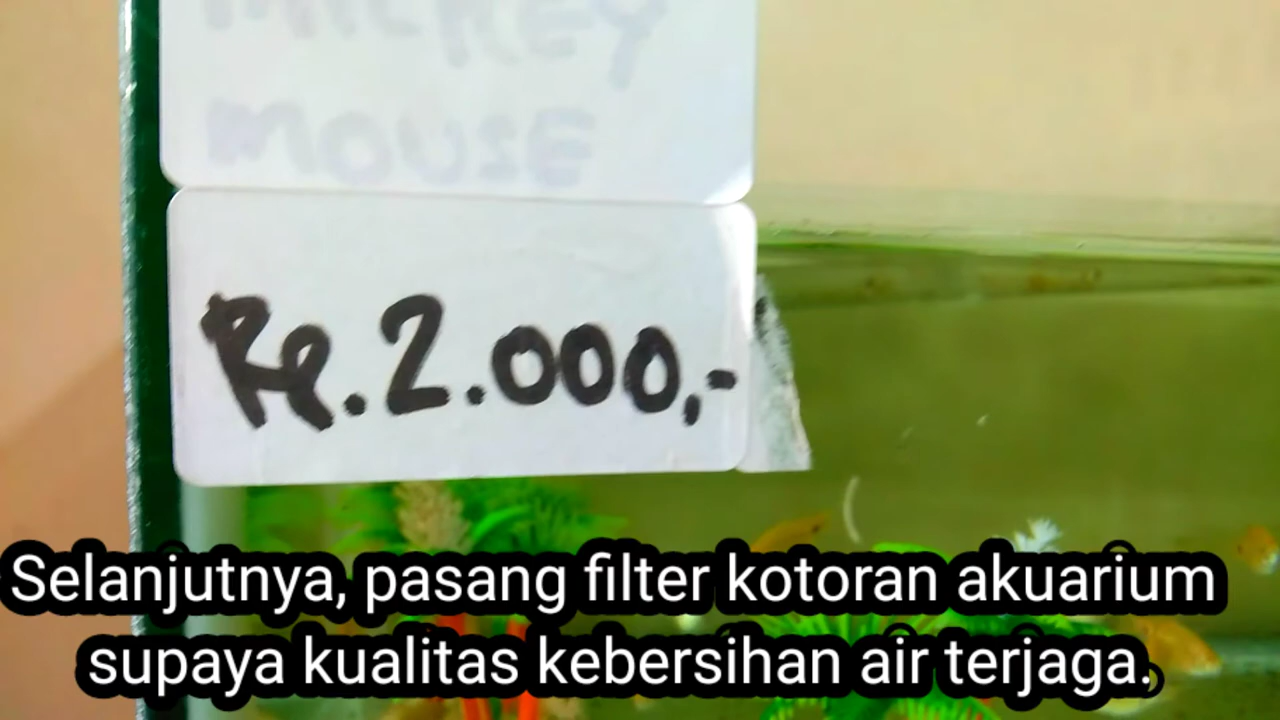 MICKEY
MOUSE
Rp.2.000,-
Selanjutnya, pasang filter kotoran akuarium
supaya kualitas kebersihan air terjaga.